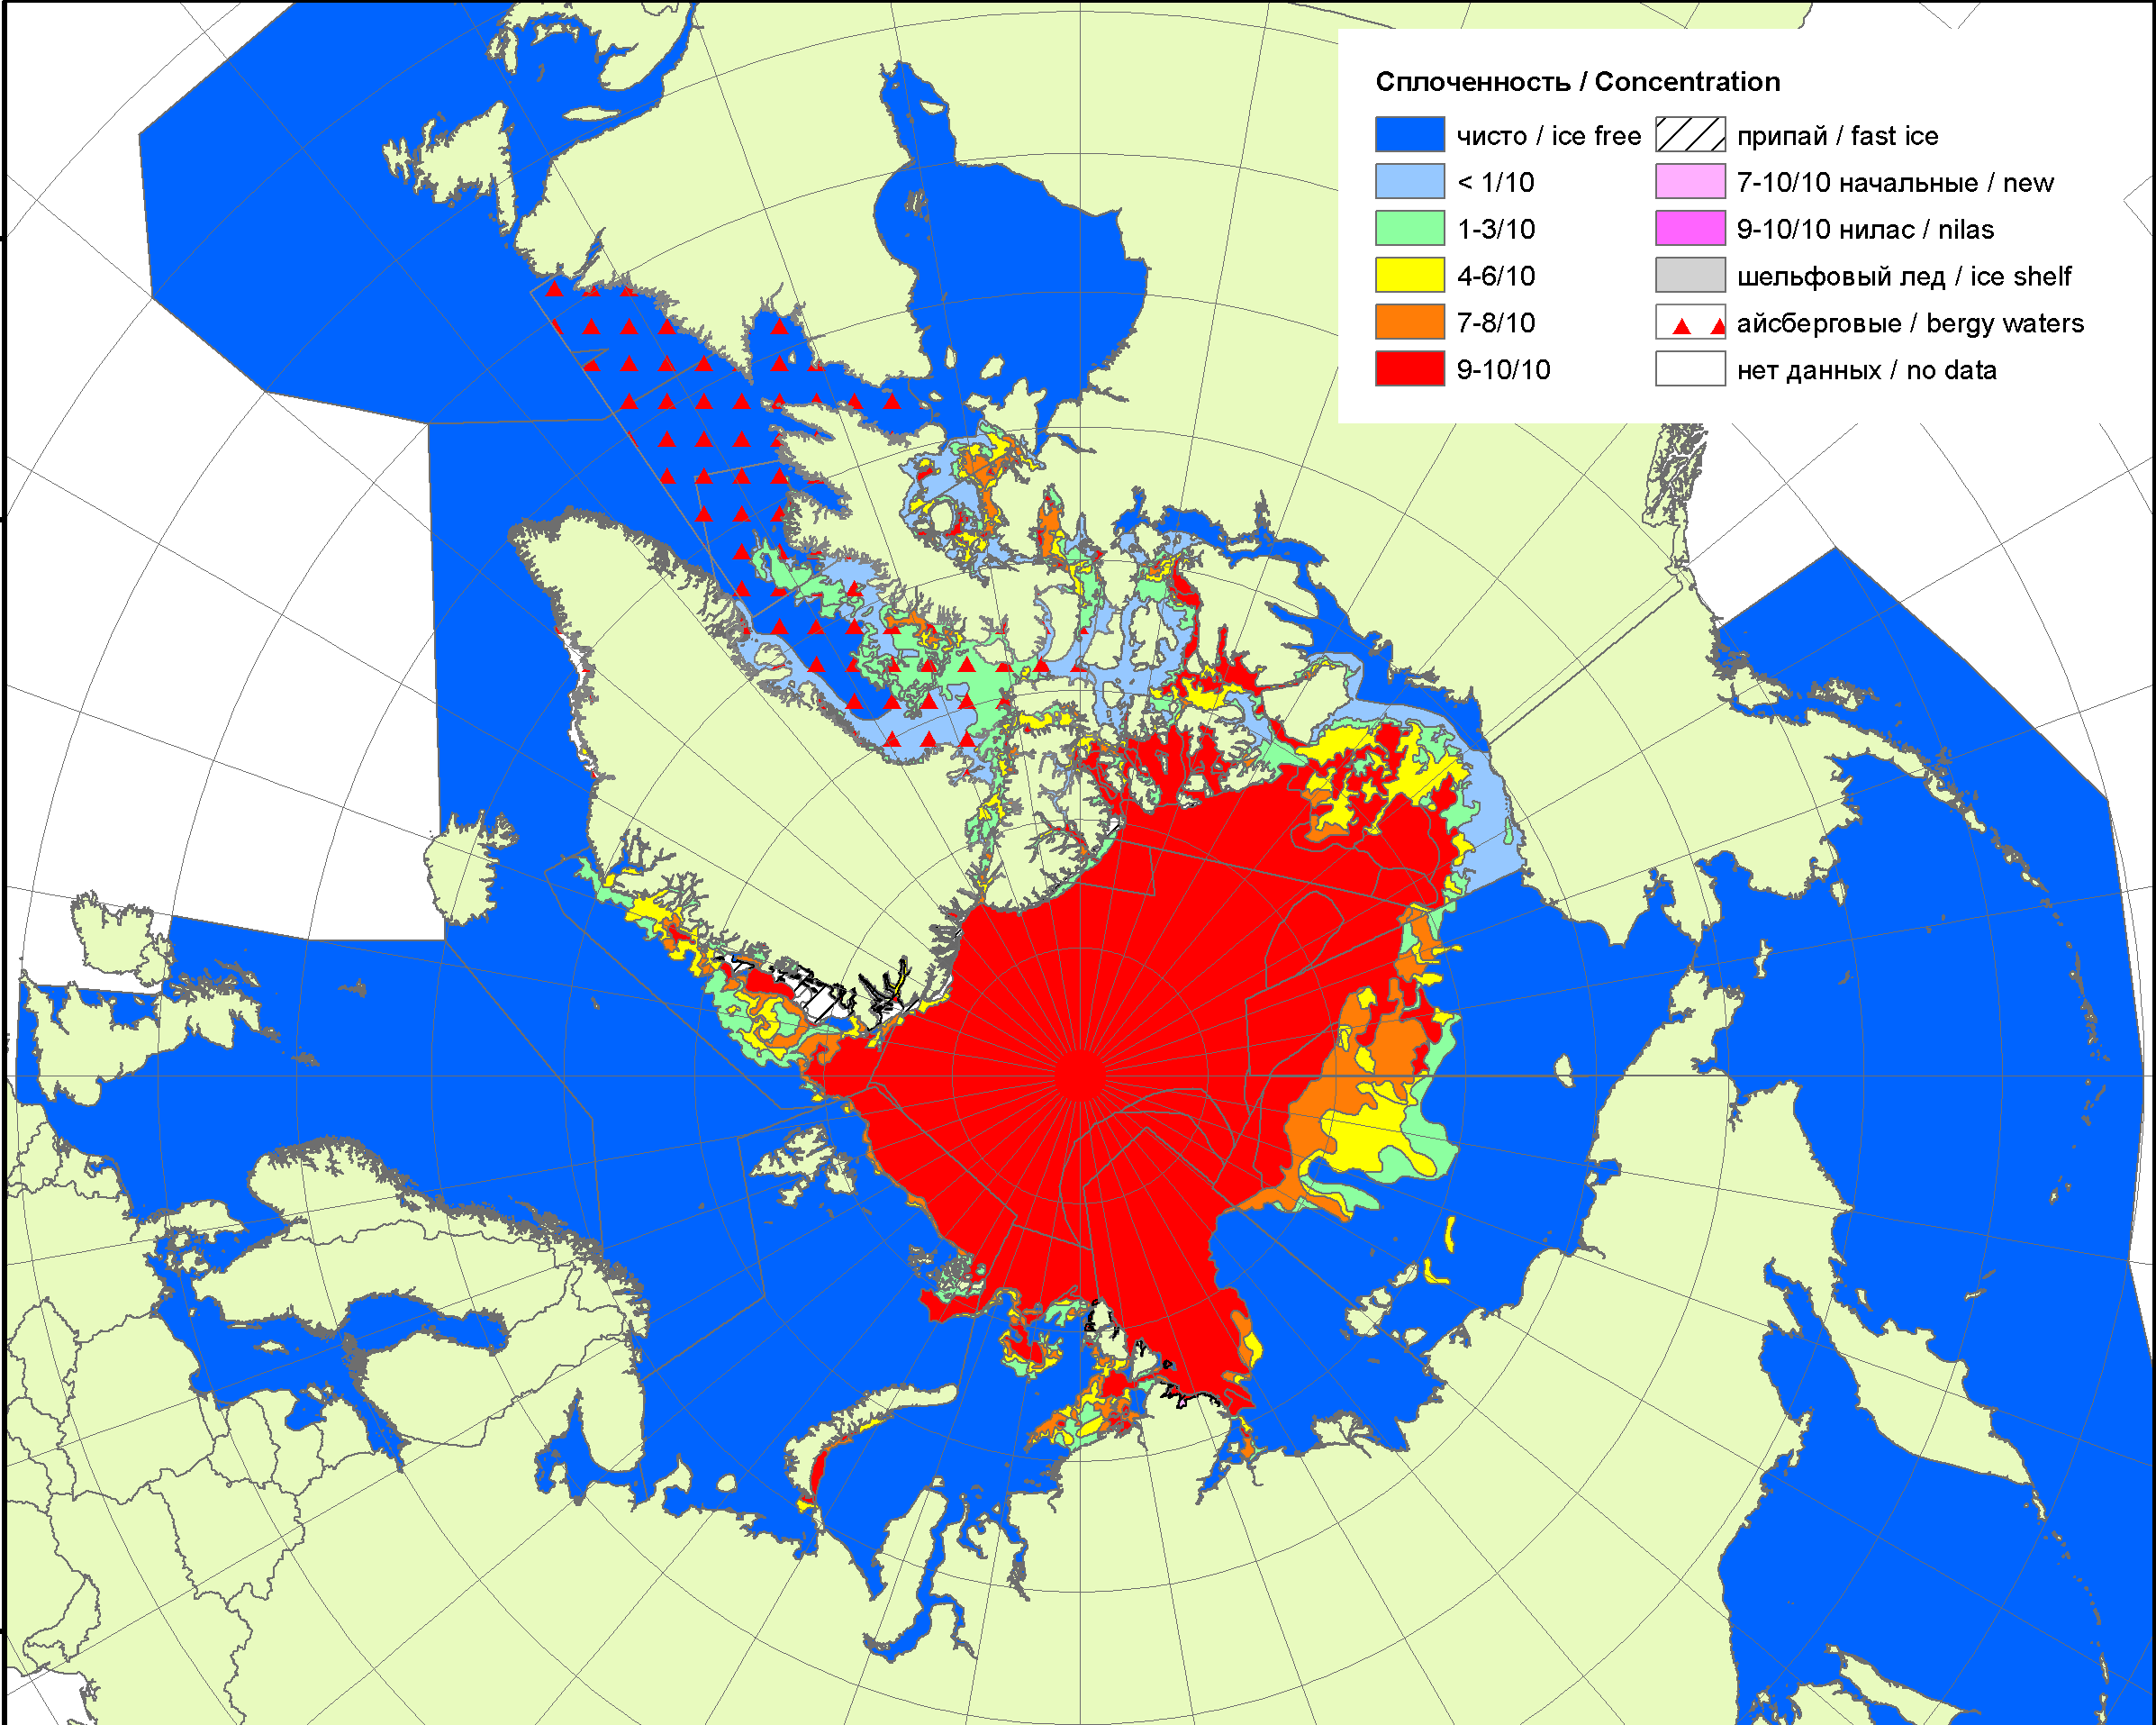 Сплоченность / Concentration
чисто / ice free
< 1/10
1-3/10
4-6/10
7-8/10
9-10/10
припай / fast ice
7-10/10 начальные / new
9-10/10 нилас / nilas
шельфовый лед / ice shelf
айсберговые / bergy waters
нет данных / no data